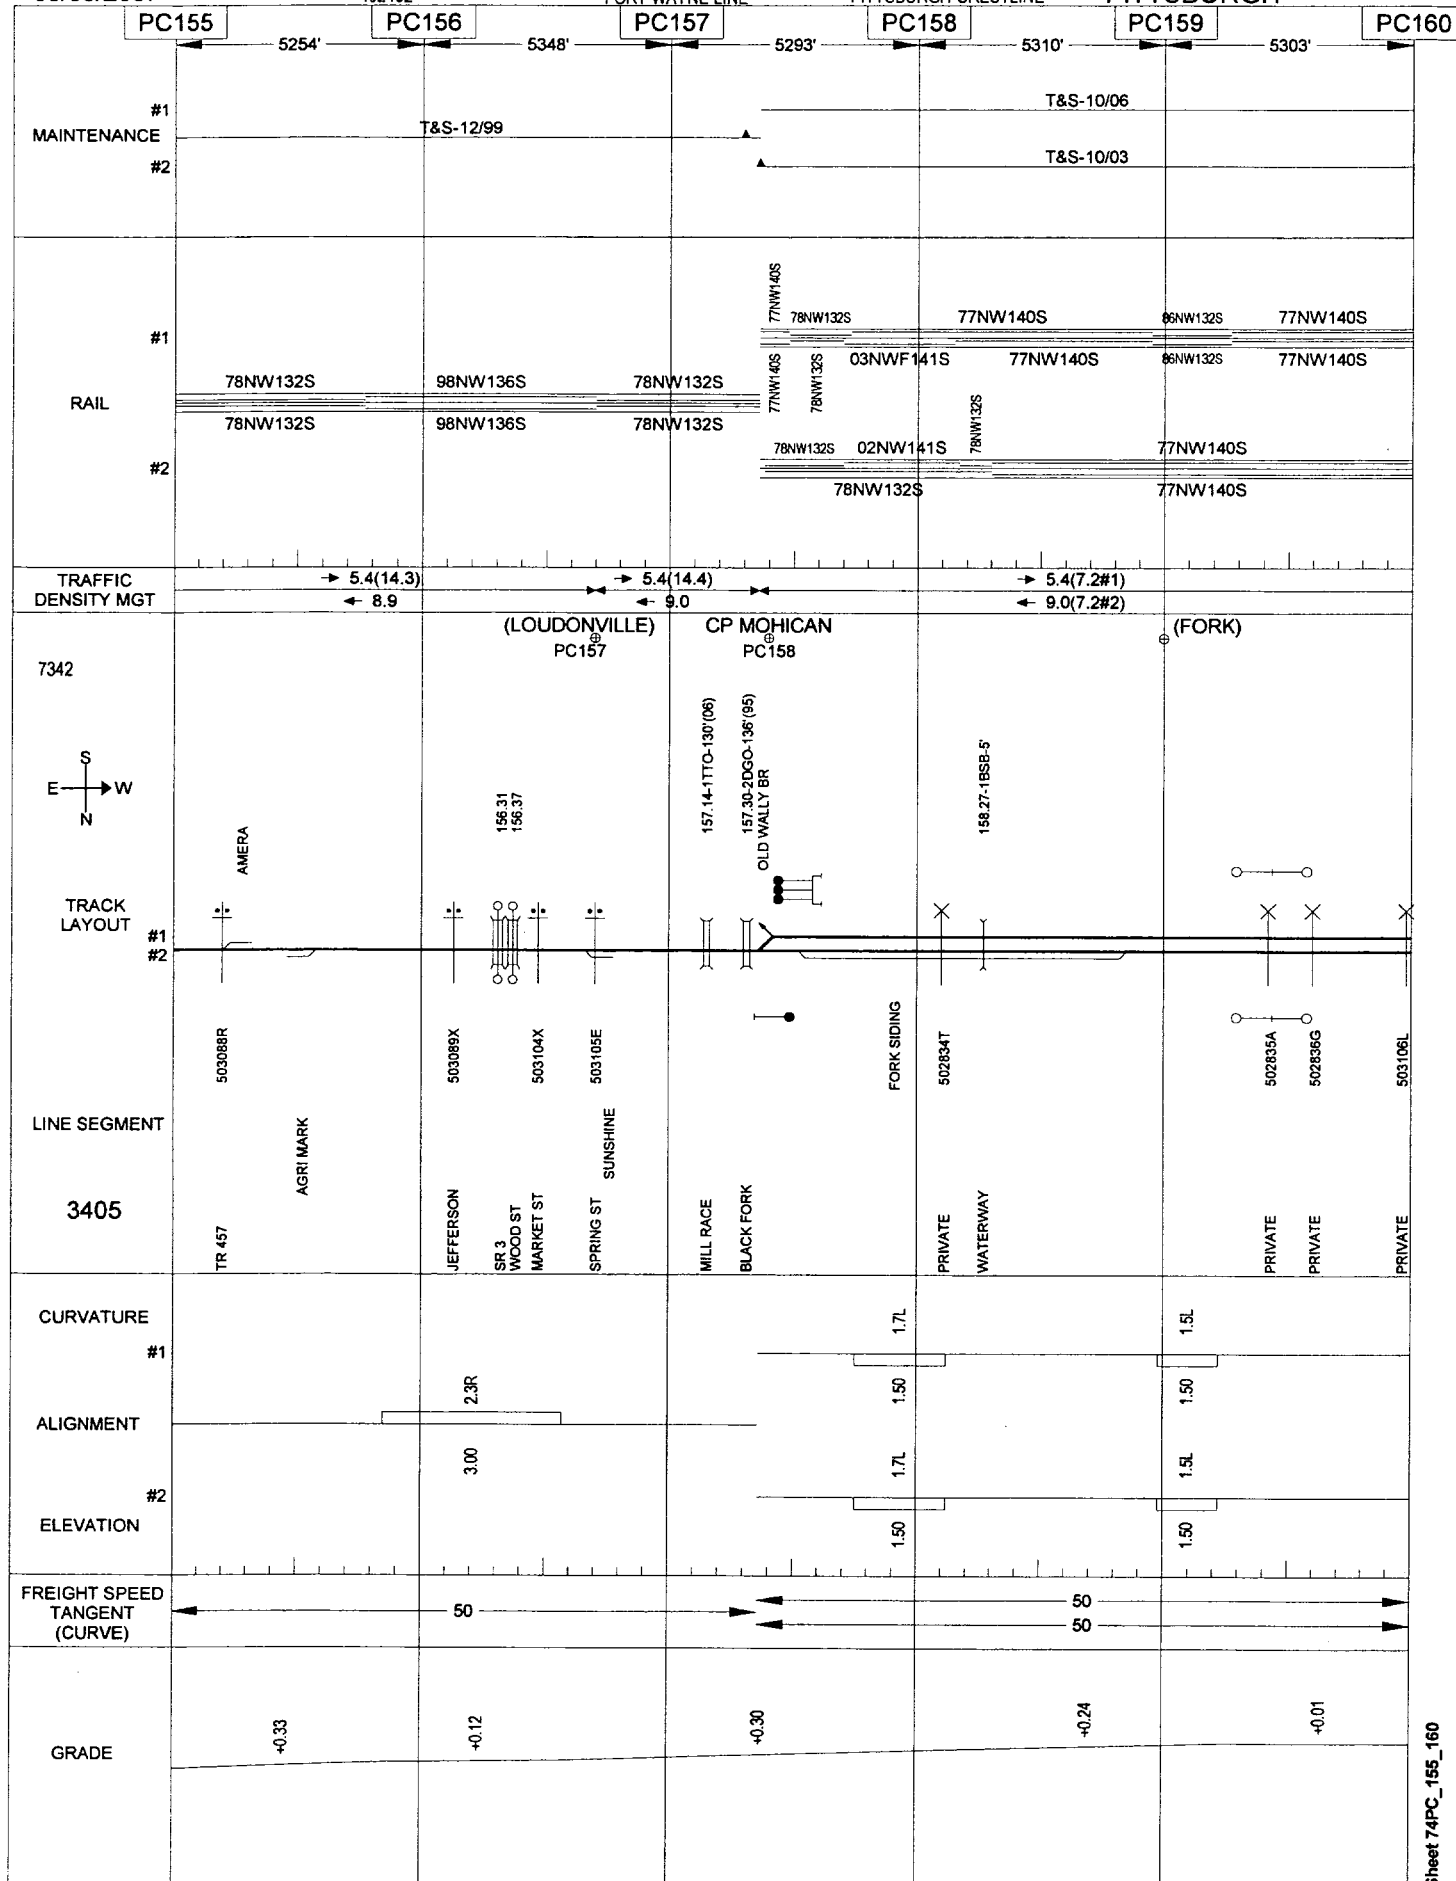 FORT WAYNE LINE
PITTSBURGH
PC155 PC156 PC157 PC158 PC159 PC160
5254' 5348' 5293' 5310' 5303'
#1 T&S-10/06
MAINTENANCE T&S-12/99
#2 T&S-10/03
77NW140S
78NW132S 77NW140S 86NW132S 77NW140S
#1
03NWF141S 77NW140S 86NW132S 77NW140S
77NW140S
78NW132S
78NW132S 98NW136S 78NW132S
RAIL
78NW132S 98NW136S 78NW132S
78NW132S
78NW132S 02NW141S 77NW140S
#2
78NW132S 77NW140S
TRAFFIC
DENSITY MGT
5.4(14.3) 5.4(14.4) 5.4(7.2#1)
8.9 9.0 9.0(7.2#2)
(LOUDONVILLE) CP MOHICAN (FORK)
PC157 PC158
7342
S
E W
N
AMERA
156.31
156.37
157.14-1TTO-130'(06)
157.30-2DGO-136'(95)
OLD WALLY BR
158.27-1BSB-5'
TRACK
LAYOUT
#1
#2
503088R
503089X
503104X
503105E
FORK SIDING
502834T
502835A
502836G
503106L
LINE SEGMENT
3405
AGRI MARK
SUNSHINE
TR 457
JEFFERSON
SR 3
WOOD ST
MARKET ST
SPRING ST
MILL RACE
BLACK FORK
PRIVATE
WATERWAY
PRIVATE
PRIVATE
PRIVATE
CURVATURE
#1
1.7L 1.5L
1.50 1.50
2.3R
ALIGNMENT
3.00
1.7L 1.5L
#2
ELEVATION
1.50 1.50
FREIGHT SPEED
TANGENT
(CURVE)
50 50
50
GRADE
+0.33 +0.12 +0.30 +0.24 +0.01
Sheet 74PC_155_160